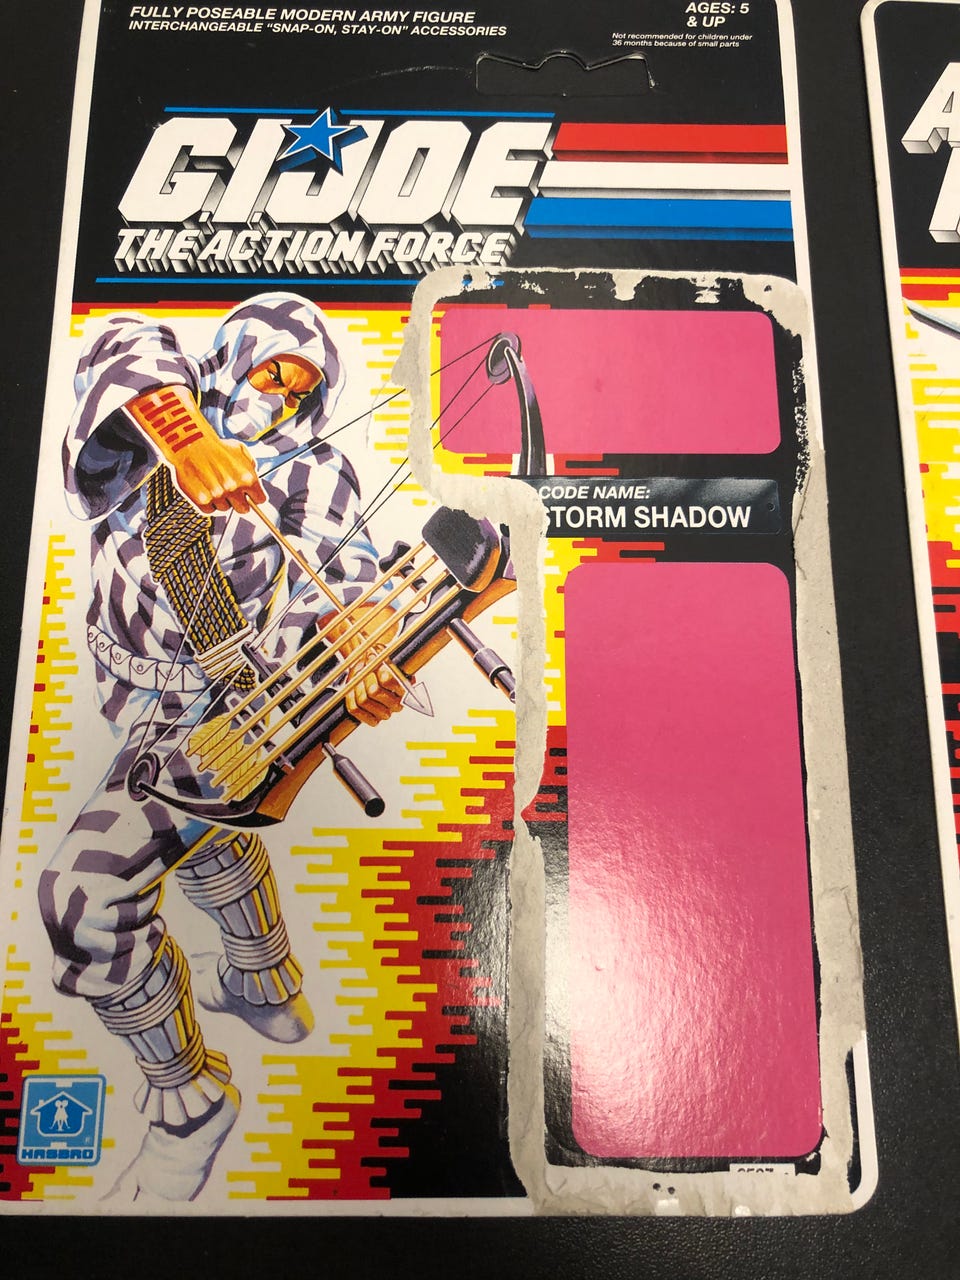 FULLY POSEABLE MODERN ARMY FIGURE
INTERCHANGEABLE “SNAP-ON, STAY-ON” ACCESSORIES
AGES: 5
& UP
Not recommended for children under
36 months because of small parts
G.I. JOE
THE ACTION FORCE
CODE NAME:
STORM SHADOW
HASBRO
®